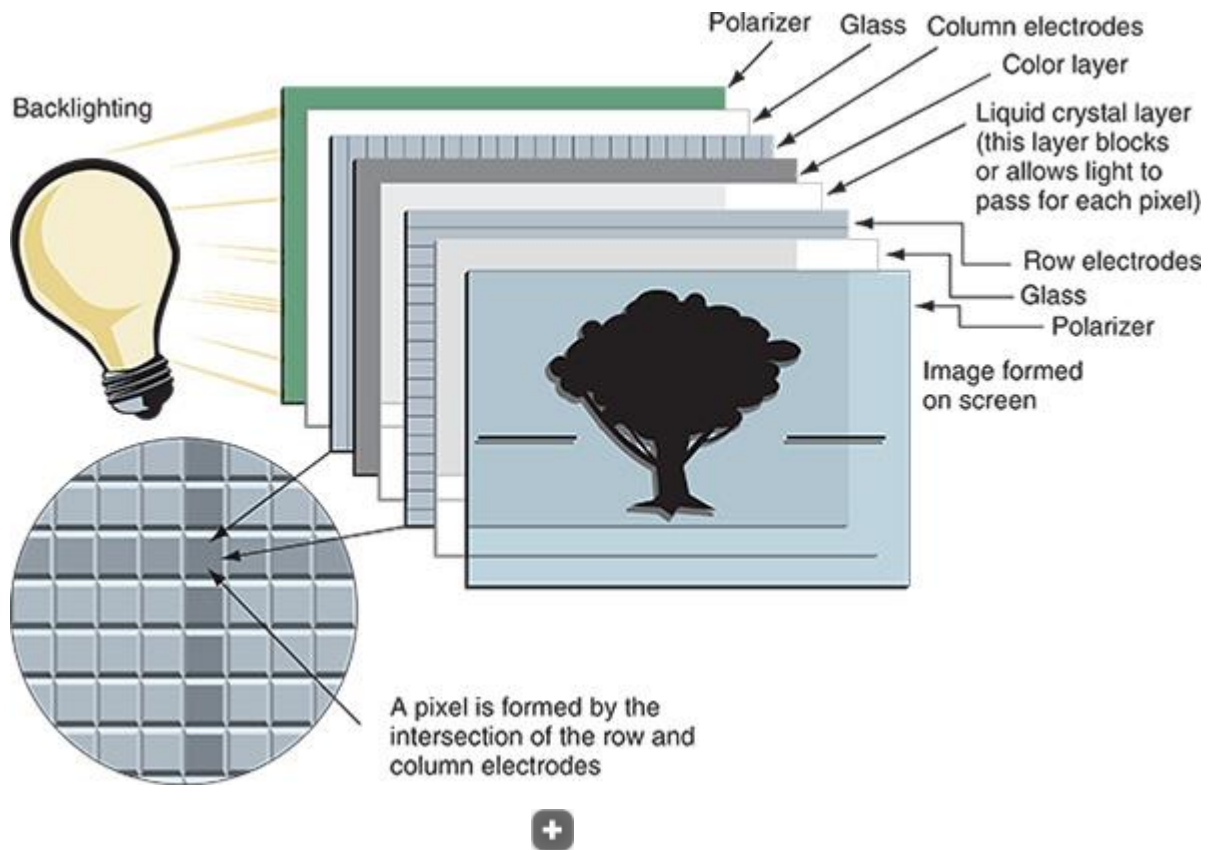 Polarizer
Glass
Column electrodes
Color layer
Backlighting
Liquid crystal layer
(this layer blocks
or allows light to
pass for each pixel)
Row electrodes
Glass
Polarizer
Image formed
on screen
A pixel is formed by the
intersection of the row and
column electrodes